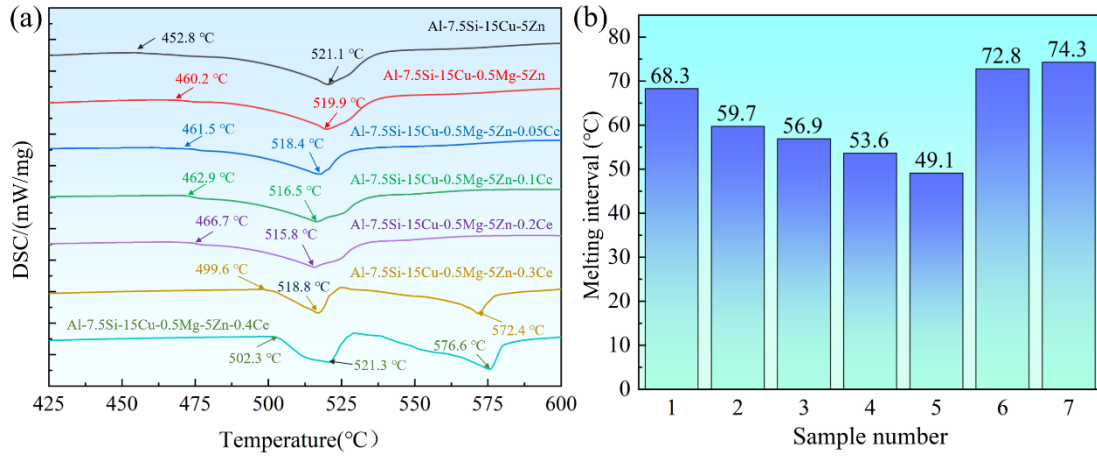 (a)
DSC/(mW/mg)
452.8 ℃
521.1 ℃
Al-7.5Si-15Cu-5Zn
460.2 ℃
519.9 ℃
Al-7.5Si-15Cu-0.5Mg-5Zn
461.5 ℃
518.4 ℃
Al-7.5Si-15Cu-0.5Mg-5Zn-0.05Ce
462.9 ℃
516.5 ℃
Al-7.5Si-15Cu-0.5Mg-5Zn-0.1Ce
466.7 ℃
515.8 ℃
Al-7.5Si-15Cu-0.5Mg-5Zn-0.2Ce
499.6 ℃
518.8 ℃
Al-7.5Si-15Cu-0.5Mg-5Zn-0.3Ce
572.4 ℃
Al-7.5Si-15Cu-0.5Mg-5Zn-0.4Ce
502.3 ℃
521.3 ℃
576.6 ℃
425 450 475 500 525 550 575 600
Temperature(℃)
(b)
Melting interval (℃)
80
70
60
50
40
30
20
10
0
68.3
59.7
56.9
53.6
49.1
72.8
74.3
1 2 3 4 5 6 7
Sample number